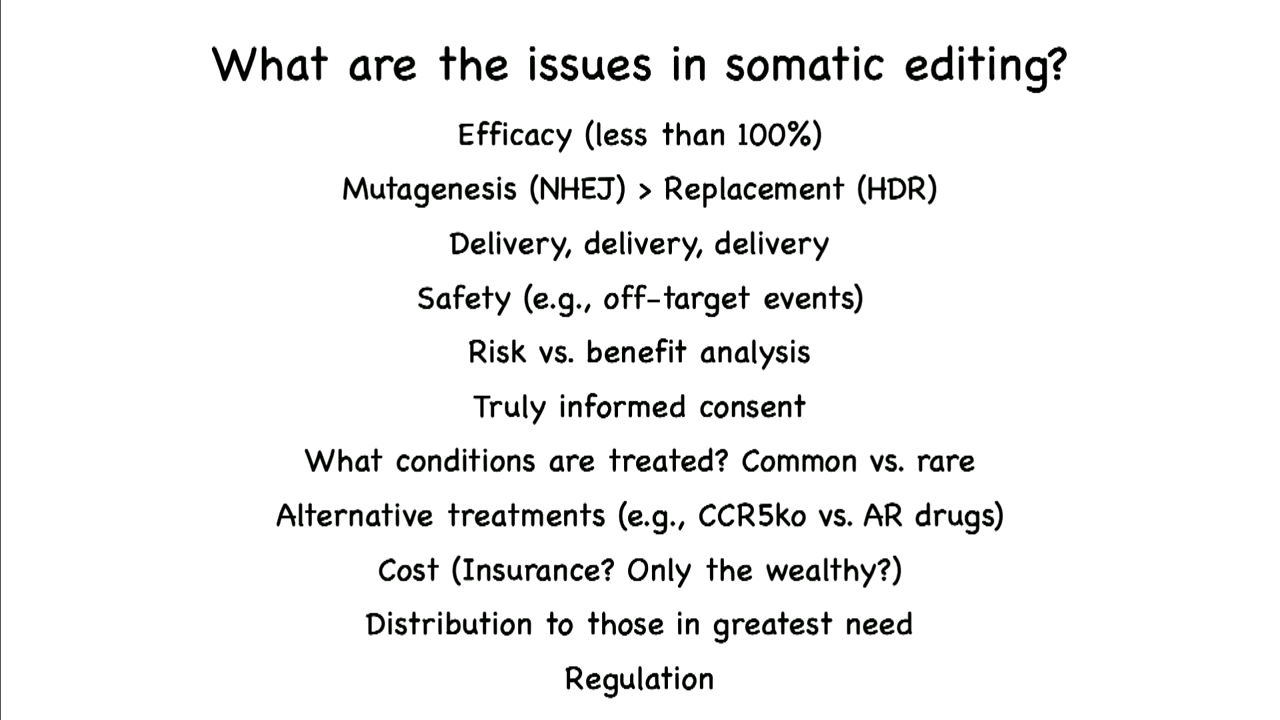 What are the issues in somatic editing?
Efficacy (less than 100%)
Mutagenesis (NHEJ) > Replacement (HDR)
Delivery, delivery, delivery
Safety (e.g., off-target events)
Risk vs. benefit analysis
Truly informed consent
What conditions are treated? Common vs. rare
Alternative treatments (e.g., CCR5ko vs. AR drugs)
Cost (Insurance? Only the wealthy?)
Distribution to those in greatest need
Regulation